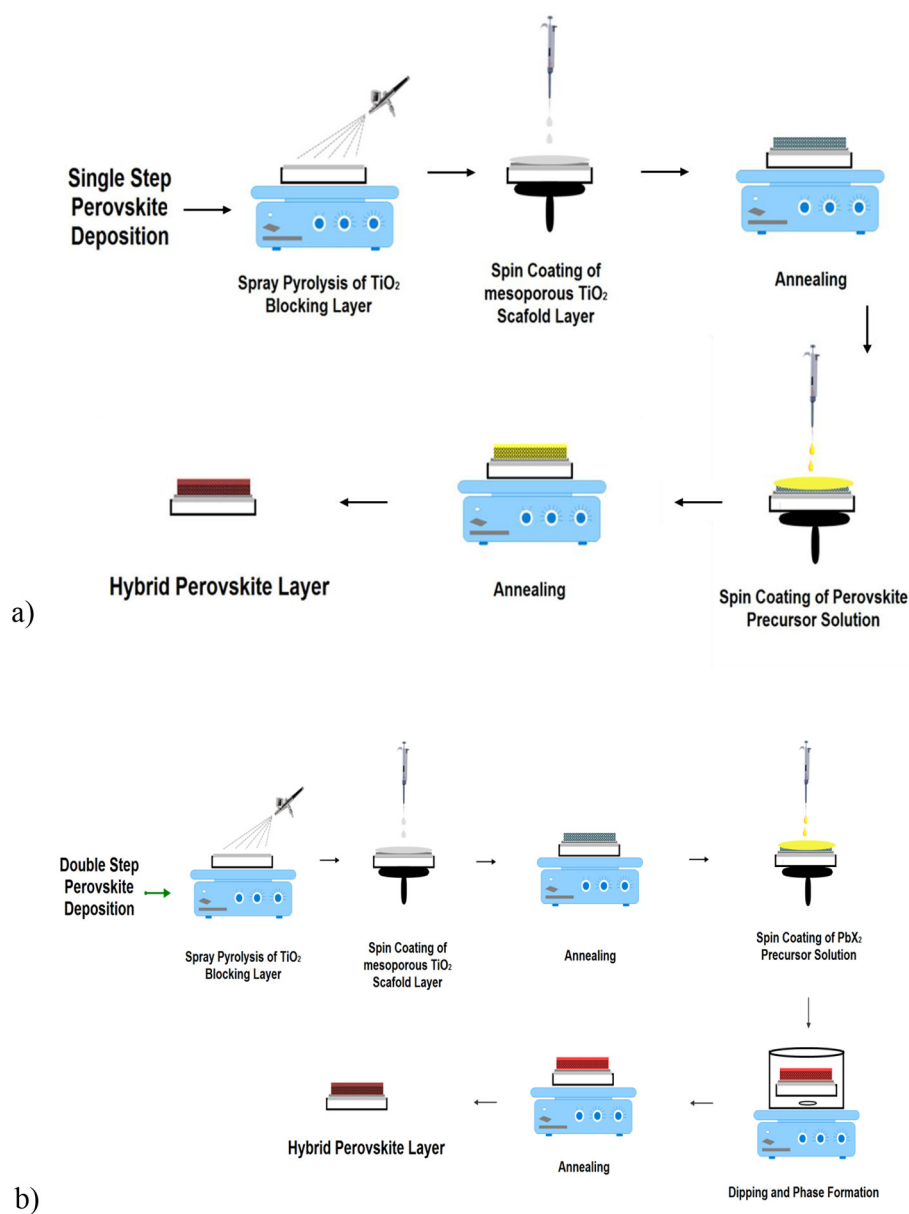 Single Step
Perovskite
Deposition
Spray Pyrolysis of TiO₂
Blocking Layer
Spin Coating of
mesoporous TiO₂
Scafold Layer
Annealing
Hybrid Perovskite Layer
Annealing
Spin Coating of Perovskite
Precursor Solution
a)
Double Step
Perovskite
Deposition
Spray Pyrolysis of TiO₂
Blocking Layer
Spin Coating of
mesoporous TiO₂
Scafold Layer
Annealing
Spin Coating of PbX₂
Precursor Solution
Hybrid Perovskite Layer
Annealing
Dipping and Phase Formation
b)